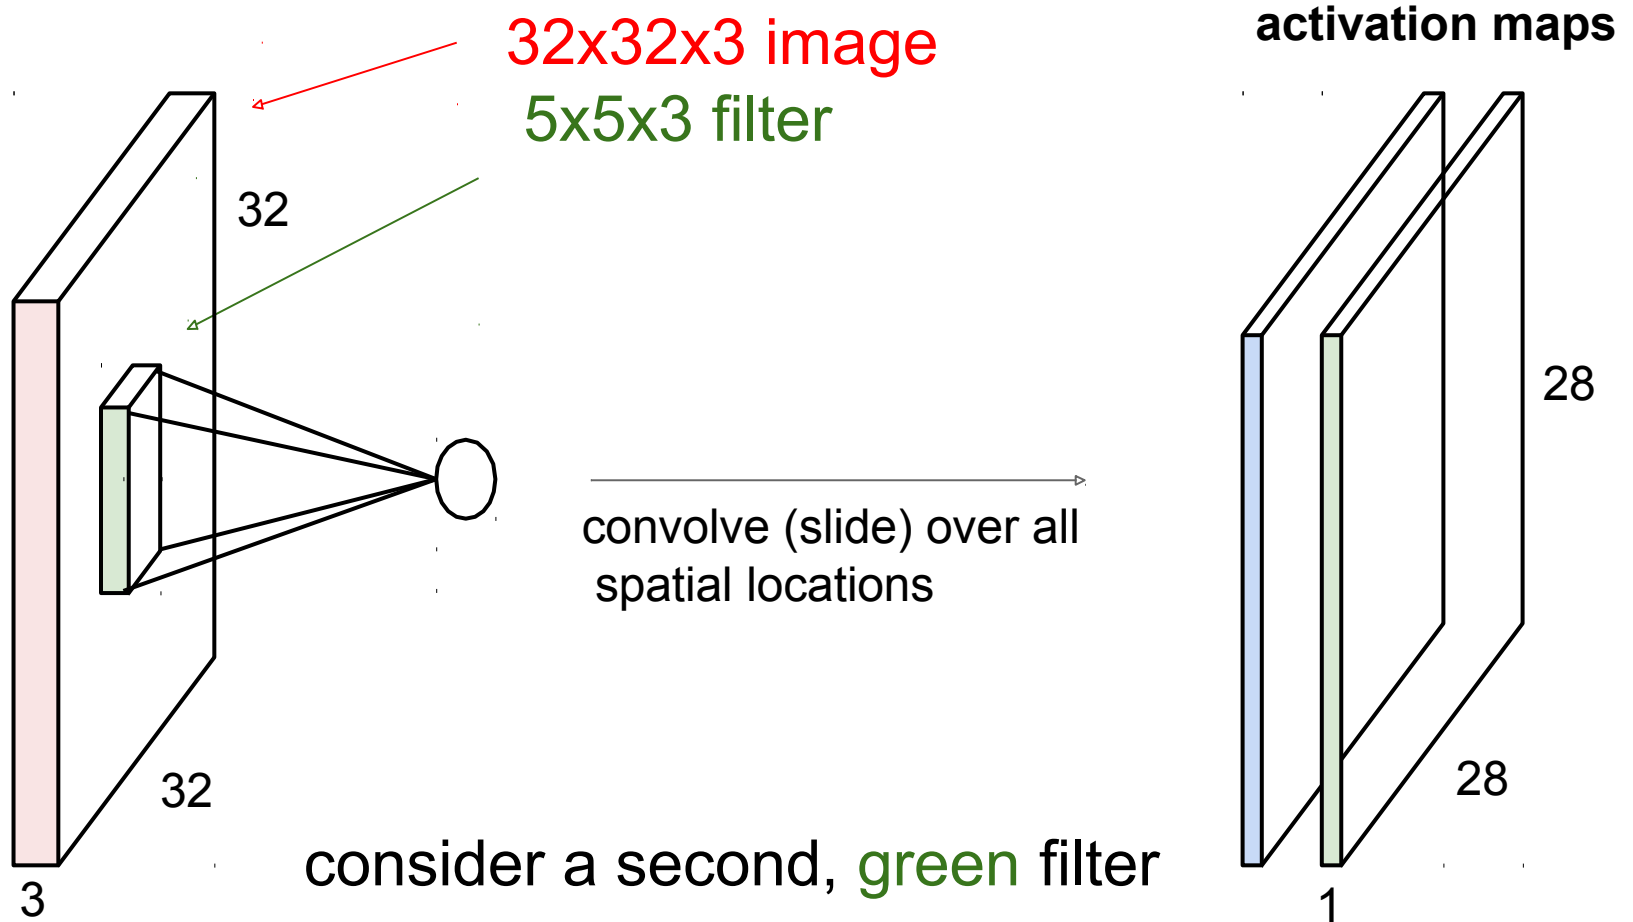 32x32x3 image
5x5x3 filter
activation maps
32
28
convolve (slide) over all
spatial locations
32
28
consider a second, green filter
3
1